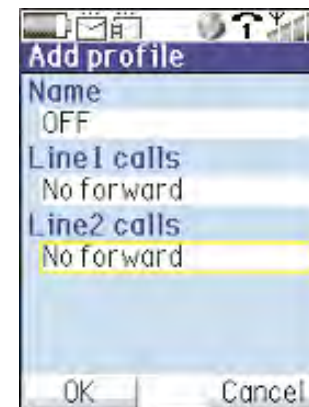 Add profile
Name
OFF
Line1 calls
No forward
Line2 calls
No forward
OK Cancel